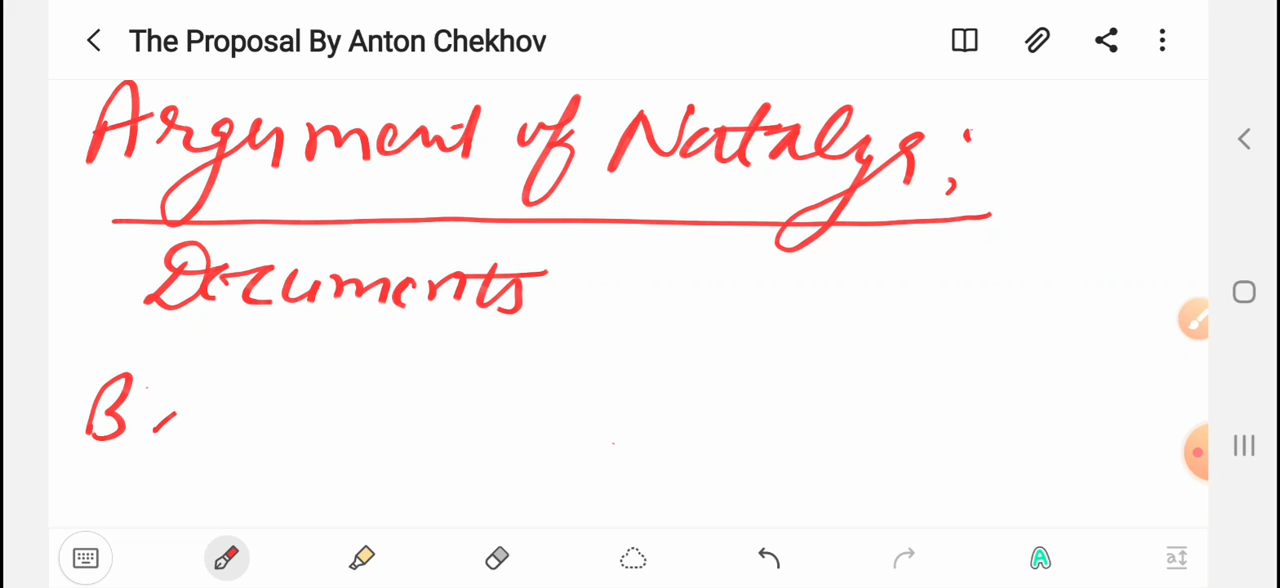 The Proposal By Anton Chekhov
Argument of Natalya:
Documents
B